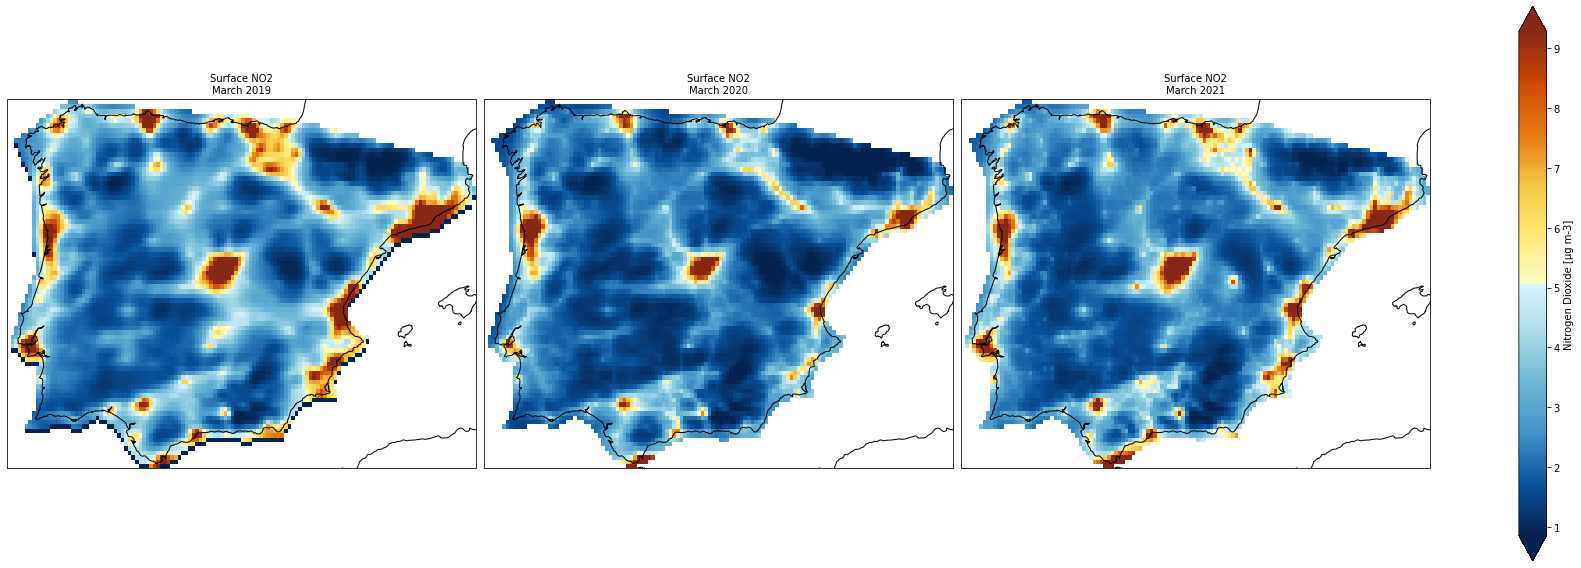 Surface NO2
March 2019
Surface NO2
March 2020
Surface NO2
March 2021
9
8
7
6
5
4
3
2
1
Nitrogen Dioxide [µg m-3]